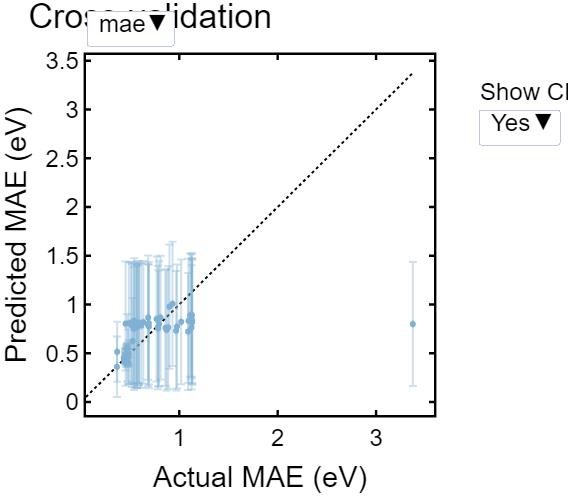 Cross validation
mae▼
3.5
3
2.5
2
1.5
1
0.5
0
Predicted MAE (eV)
1 2 3
Actual MAE (eV)
Show CI
Yes ▼